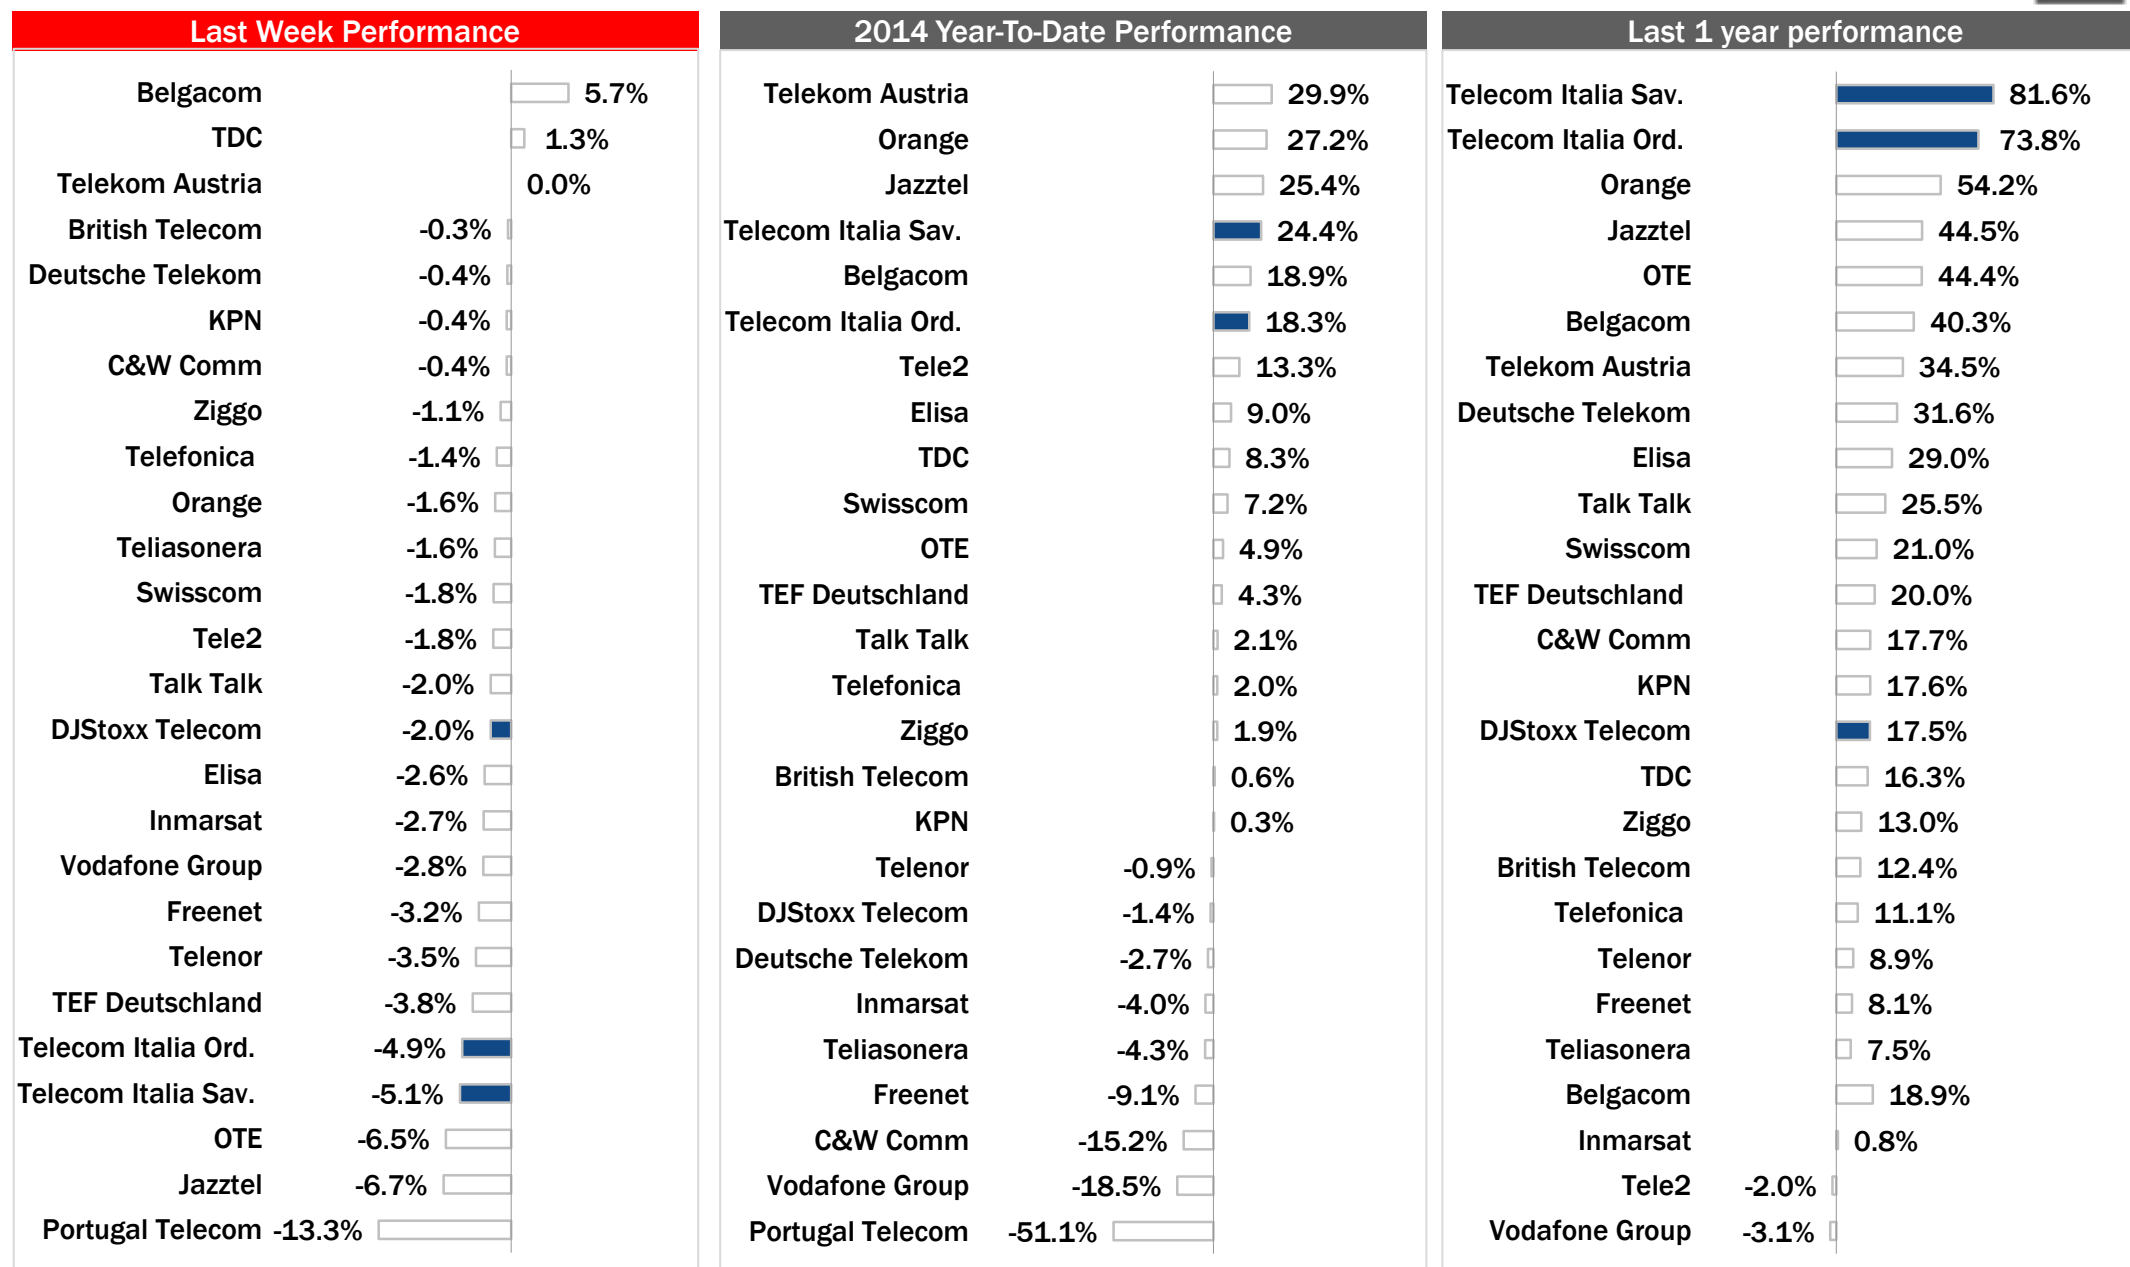 Last Week Performance
Belgacom 5.7%
TDC 1.3%
Telekom Austria 0.0%
British Telecom -0.3%
Deutsche Telekom -0.4%
KPN -0.4%
C&W Comm -0.4%
Ziggo -1.1%
Telefonica -1.4%
Orange -1.6%
Teliasonera -1.6%
Swisscom -1.8%
Tele2 -1.8%
Talk Talk -2.0%
DJStoxx Telecom -2.0%
Elisa -2.6%
Inmarsat -2.7%
Vodafone Group -2.8%
Freenet -3.2%
Telenor -3.5%
TEF Deutschland -3.8%
Telecom Italia Ord. -4.9%
Telecom Italia Sav. -5.1%
OTE -6.5%
Jazztel -6.7%
Portugal Telecom -13.3%
2014 Year-To-Date Performance
Telekom Austria 29.9%
Orange 27.2%
Jazztel 25.4%
Telecom Italia Sav. 24.4%
Belgacom 18.9%
Telecom Italia Ord. 18.3%
Tele2 13.3%
Elisa 9.0%
TDC 8.3%
Swisscom 7.2%
OTE 4.9%
TEF Deutschland 4.3%
Talk Talk 2.1%
Telefonica 2.0%
Ziggo 1.9%
British Telecom 0.6%
KPN 0.3%
Telenor -0.9%
DJStoxx Telecom -1.4%
Deutsche Telekom -2.7%
Inmarsat -4.0%
Teliasonera -4.3%
Freenet -9.1%
C&W Comm -15.2%
Vodafone Group -18.5%
Portugal Telecom -51.1%
Last 1 year performance
Telecom Italia Sav. 81.6%
Telecom Italia Ord. 73.8%
Orange 54.2%
Jazztel 44.5%
OTE 44.4%
Belgacom 40.3%
Telekom Austria 34.5%
Deutsche Telekom 31.6%
Elisa 29.0%
Talk Talk 25.5%
Swisscom 21.0%
TEF Deutschland 20.0%
C&W Comm 17.7%
KPN 17.6%
DJStoxx Telecom 17.5%
TDC 16.3%
Ziggo 13.0%
British Telecom 12.4%
Telefonica 11.1%
Telenor 8.9%
Freenet 8.1%
Teliasonera 7.5%
Belgacom 18.9%
Inmarsat 0.8%
Tele2 -2.0%
Vodafone Group -3.1%